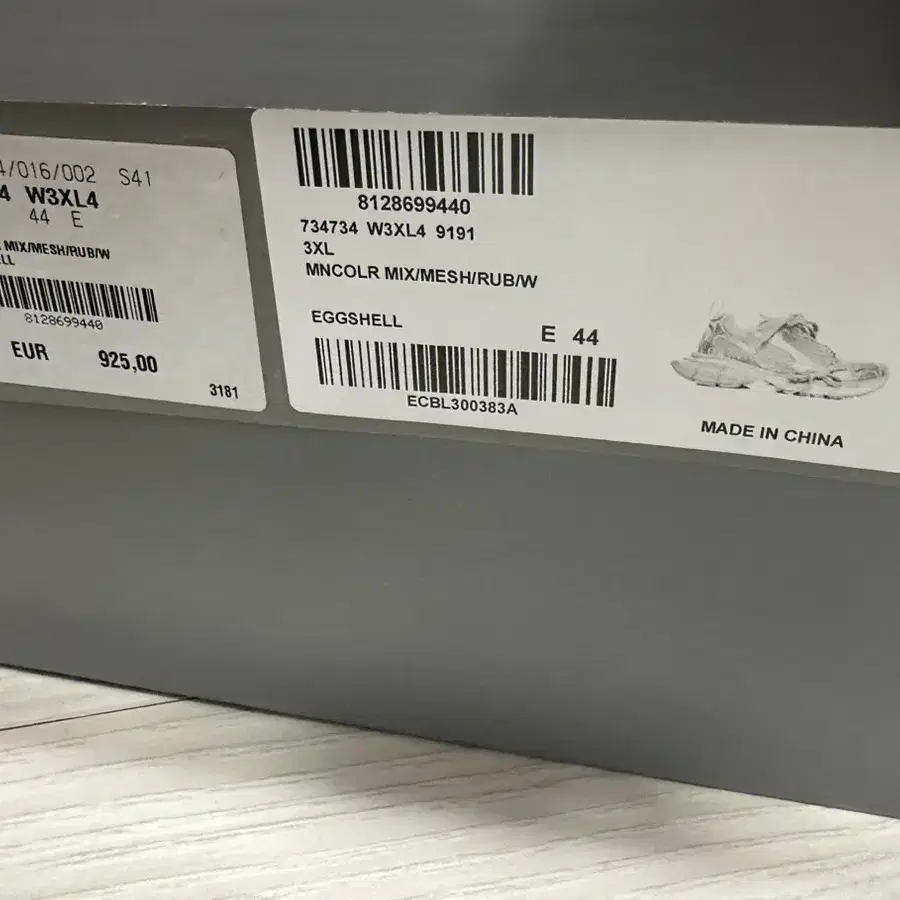 4/016/002 S41
4 W3XL4
44 E
MIX/MESH/RUB/W
LL
8128699440
EUR 925,00
3181
8128699440
734734 W3XL4 9191
3XL
MNCOLR MIX/MESH/RUB/W
EGGSHELL
E 44
ECBL300383A
MADE IN CHINA